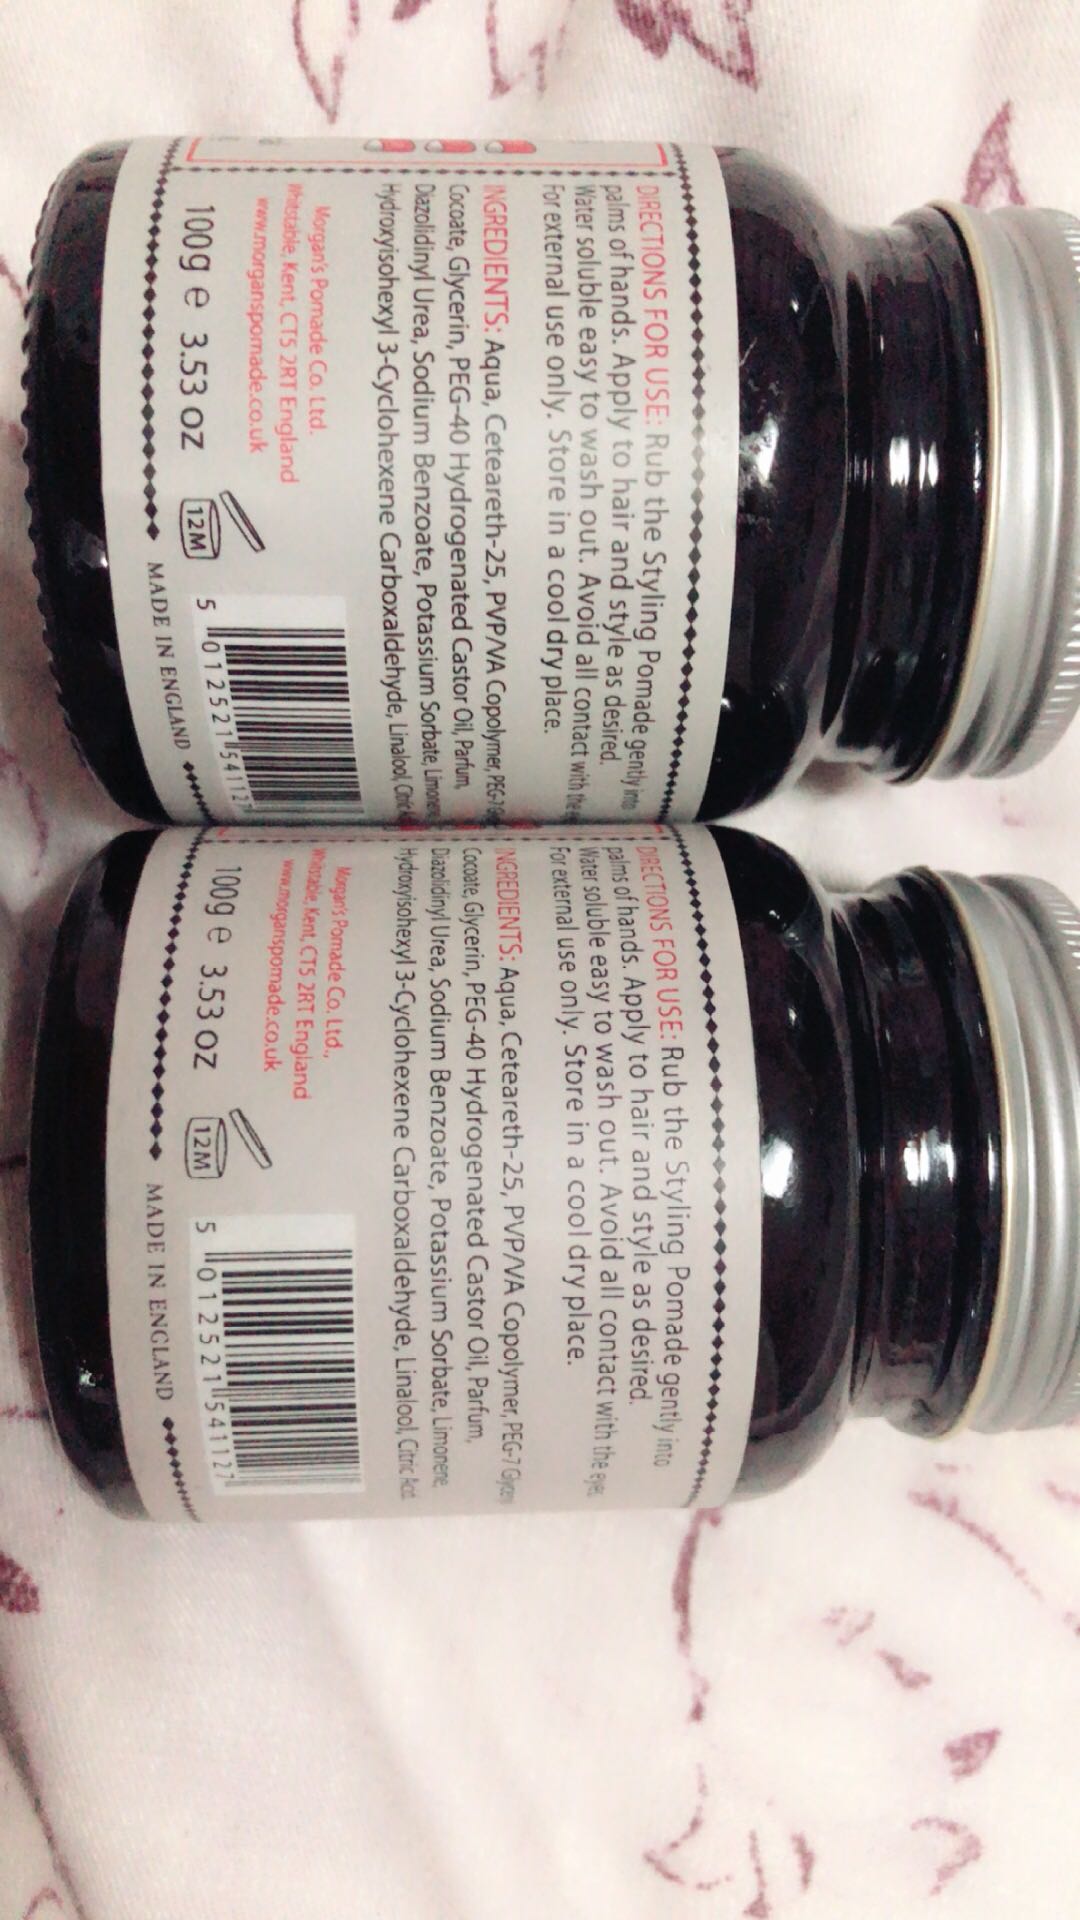 DIRECTIONS FOR USE: Rub the Styling Pomade gently into
palms of hands. Apply to hair and style as desired.
Water soluble easy to wash out. Avoid all contact with the
For external use only. Store in a cool dry place.
INGREDIENTS: Aqua, Ceteareth-25, PVP/VA Copolymer, PEG-7
Cocoate, Glycerin, PEG-40 Hydrogenated Castor Oil, Parfum,
Diazolidinyl Urea, Sodium Benzoate, Potassium Sorbate, Limonene,
Hydroxyisohexyl 3-Cyclohexene Carboxaldehyde, Linalool, Citric
Morgan's Pomade Co. Ltd.
Whitstable, Kent, CT5 2RT England
www.morganspomade.co.uk
100g e 3.53 oz
12M
5 012521 541127
MADE IN ENGLAND
DIRECTIONS FOR USE: Rub the Styling Pomade gently into
palms of hands. Apply to hair and style as desired.
Water soluble easy to wash out. Avoid all contact with the eyes.
For external use only. Store in a cool dry place.
INGREDIENTS: Aqua, Ceteareth-25, PVP/VA Copolymer, PEG-7 Glyceryl
Cocoate, Glycerin, PEG-40 Hydrogenated Castor Oil, Parfum,
Diazolidinyl Urea, Sodium Benzoate, Potassium Sorbate, Limonene,
Hydroxyisohexyl 3-Cyclohexene Carboxaldehyde, Linalool, Citric Acid.
Morgan's Pomade Co. Ltd.,
Whitstable, Kent, CT5 2RT England
www.morganspomade.co.uk
100g e 3.53 oz
12M
5 012521 541127
MADE IN ENGLAND